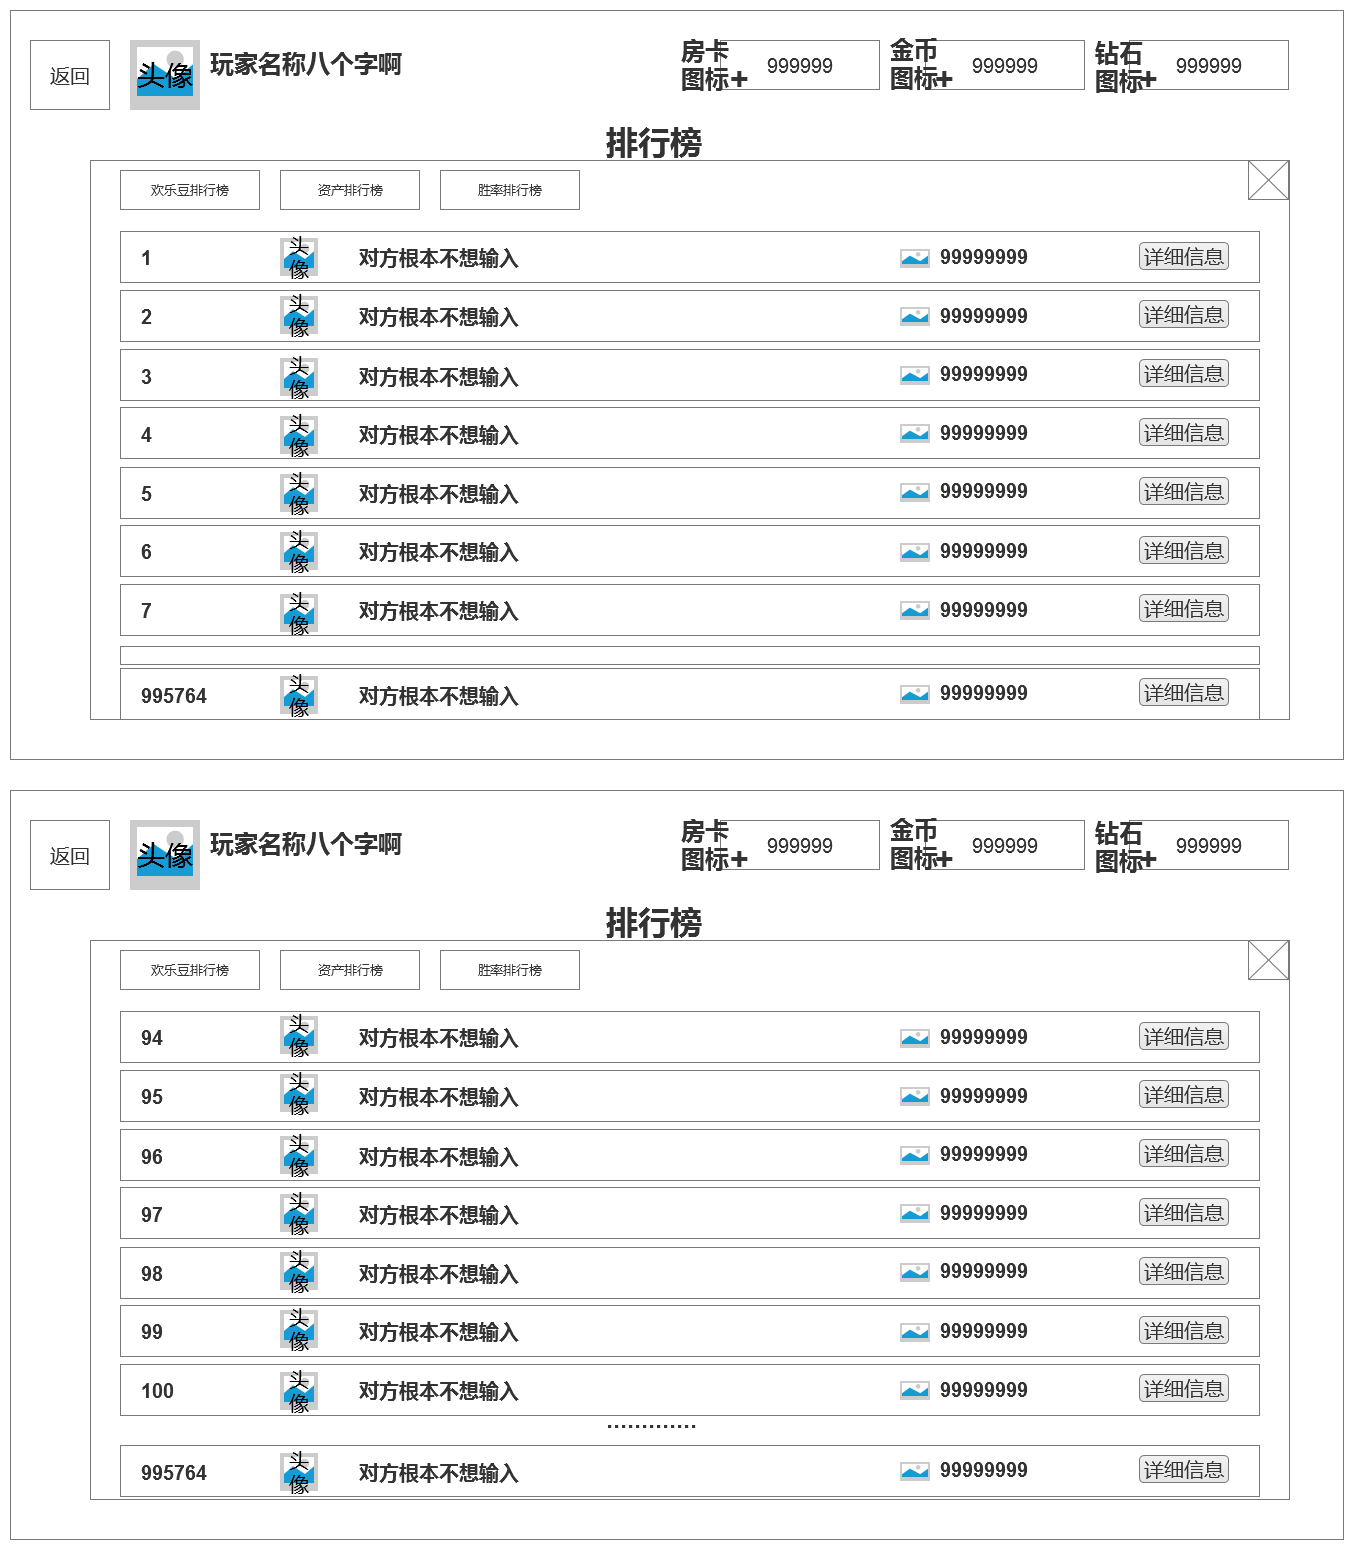 返回 头像 玩家名称八个字啊 房卡 999999 金币 999999 钻石 999999
图标+ 图标+ 图标+
排行榜
欢乐豆排行榜 资产排行榜 胜率排行榜
1 头像 对方根本不想输入 99999999 详细信息
2 头像 对方根本不想输入 99999999 详细信息
3 头像 对方根本不想输入 99999999 详细信息
4 头像 对方根本不想输入 99999999 详细信息
5 头像 对方根本不想输入 99999999 详细信息
6 头像 对方根本不想输入 99999999 详细信息
7 头像 对方根本不想输入 99999999 详细信息
995764 头像 对方根本不想输入 99999999 详细信息
返回 头像 玩家名称八个字啊 房卡 999999 金币 999999 钻石 999999
图标+ 图标+ 图标+
排行榜
欢乐豆排行榜 资产排行榜 胜率排行榜
94 头像 对方根本不想输入 99999999 详细信息
95 头像 对方根本不想输入 99999999 详细信息
96 头像 对方根本不想输入 99999999 详细信息
97 头像 对方根本不想输入 99999999 详细信息
98 头像 对方根本不想输入 99999999 详细信息
99 头像 对方根本不想输入 99999999 详细信息
100 头像 对方根本不想输入 99999999 详细信息
.............
995764 头像 对方根本不想输入 99999999 详细信息